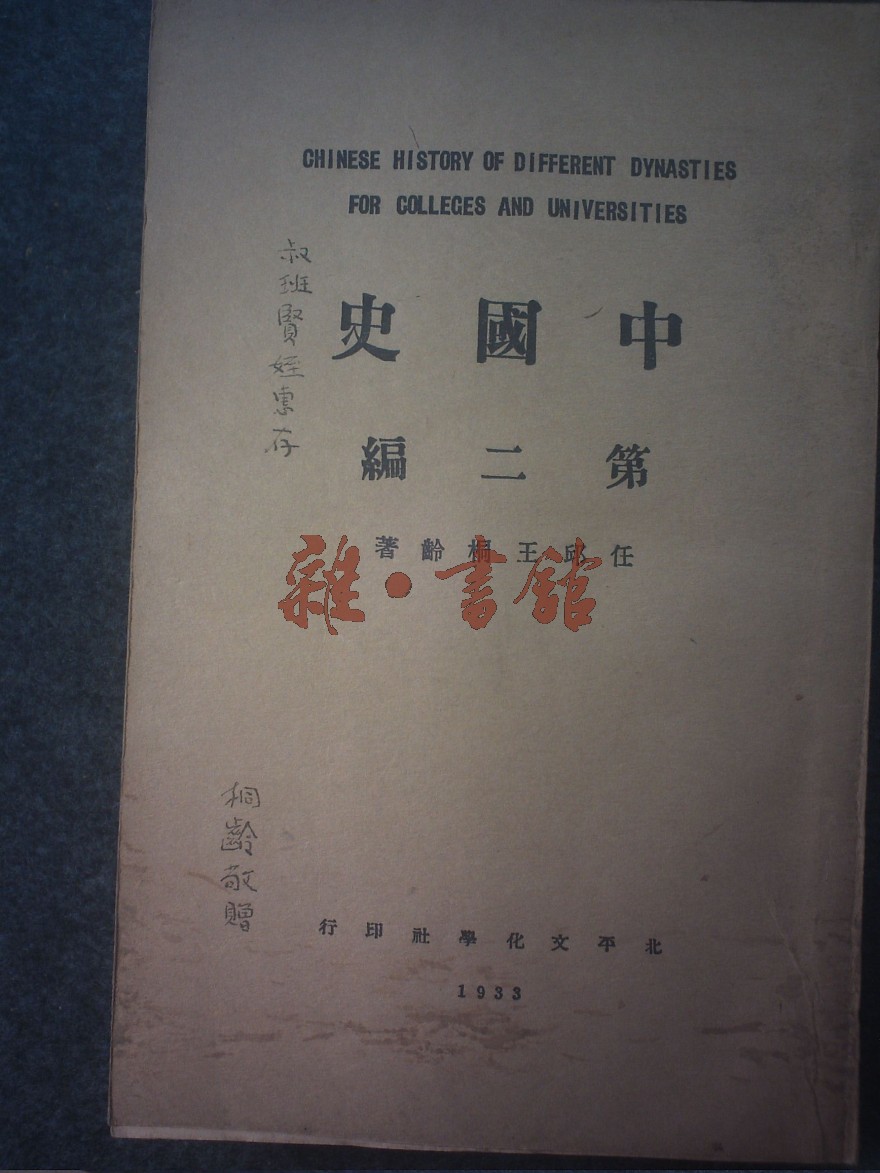 CHINESE HISTORY OF DIFFERENT DYNASTIES
FOR COLLEGES AND UNIVERSITIES
中國史
第二編
任邱王桐齡著
雜·書館
叔班賢姪惠存
桐齡敬贈
北平文化學社印行
1933